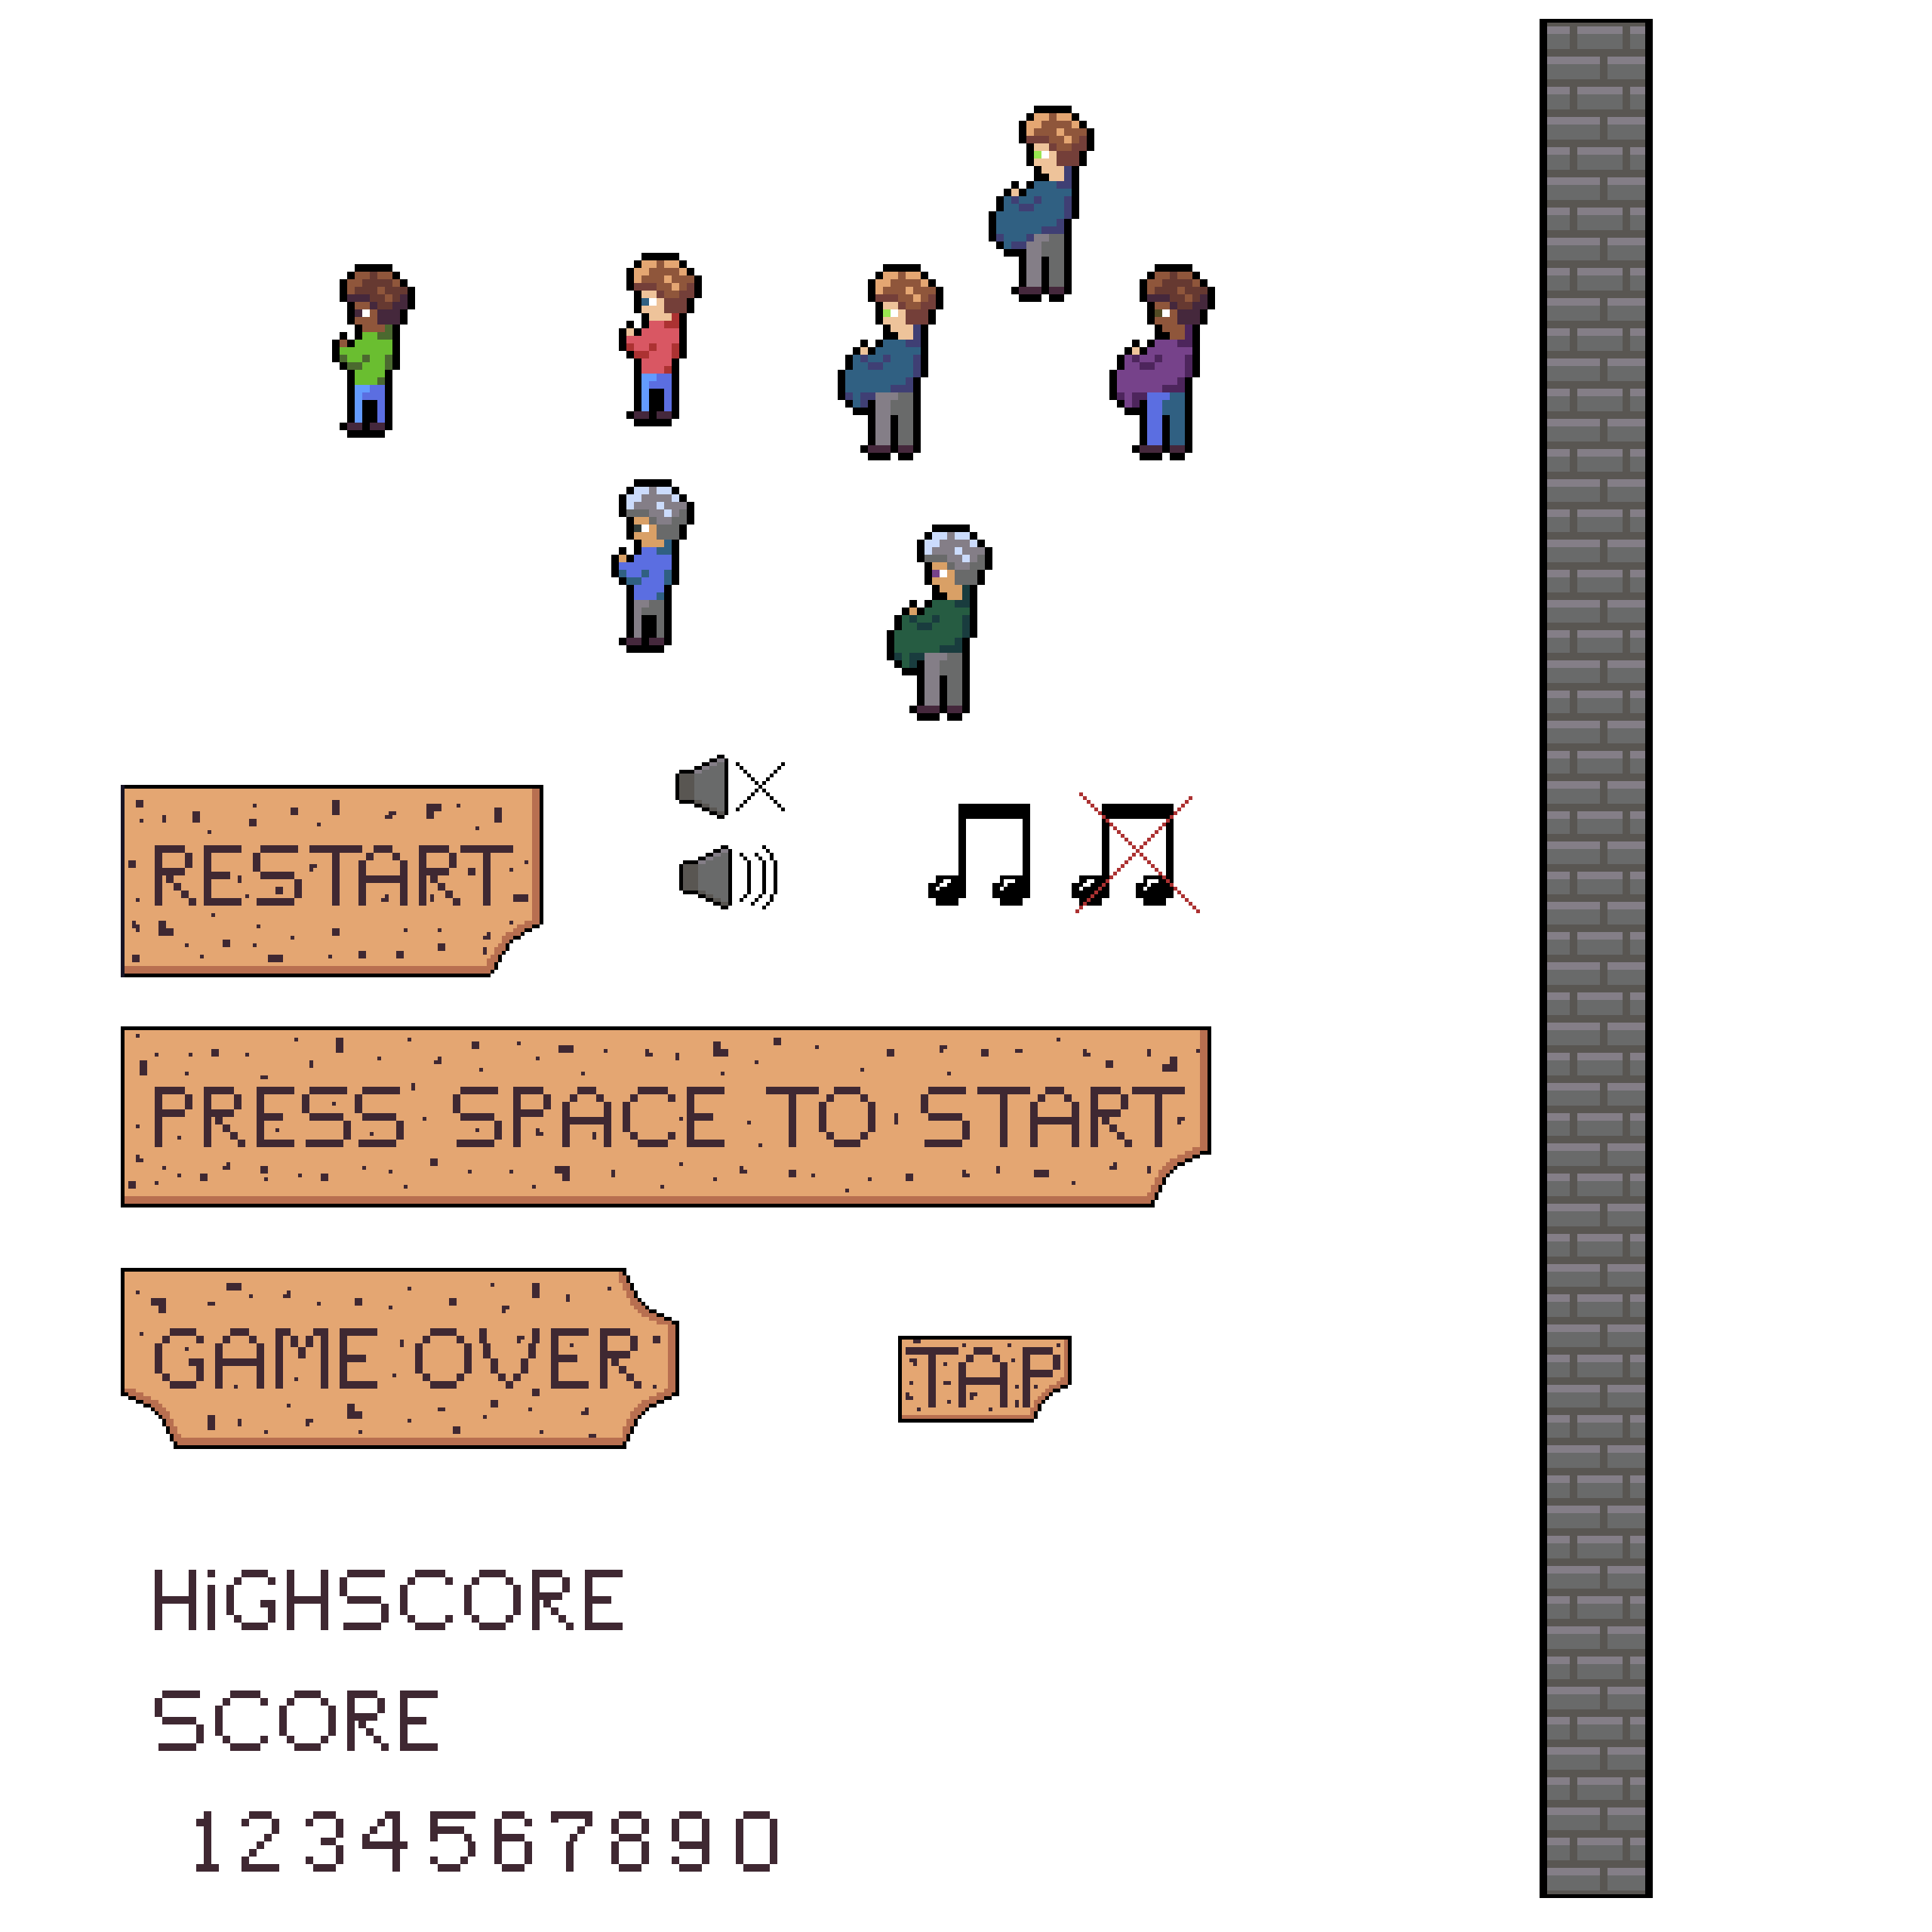 RESTART
PRESS SPACE TO START
GAME OVER
TAP
HiGHSCORE
SCORE
1234567890